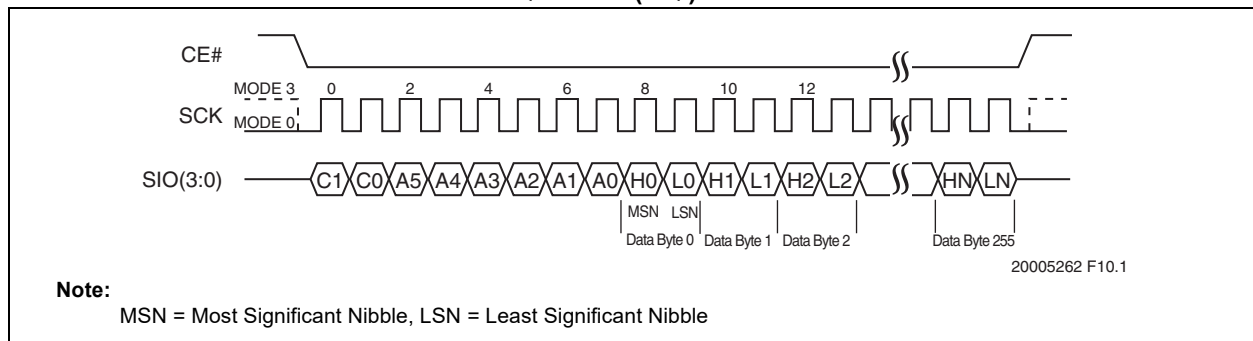 CE#
MODE 3 0 2 4 6 8 10 12
SCK
MODE 0
SIO(3:0) C1 C0 A5 A4 A3 A2 A1 A0 H0 L0 H1 L1 H2 L2 HN LN
MSN LSN
Data Byte 0 Data Byte 1 Data Byte 2 Data Byte 255
20005262 F10.1
Note:
MSN = Most Significant Nibble, LSN = Least Significant Nibble